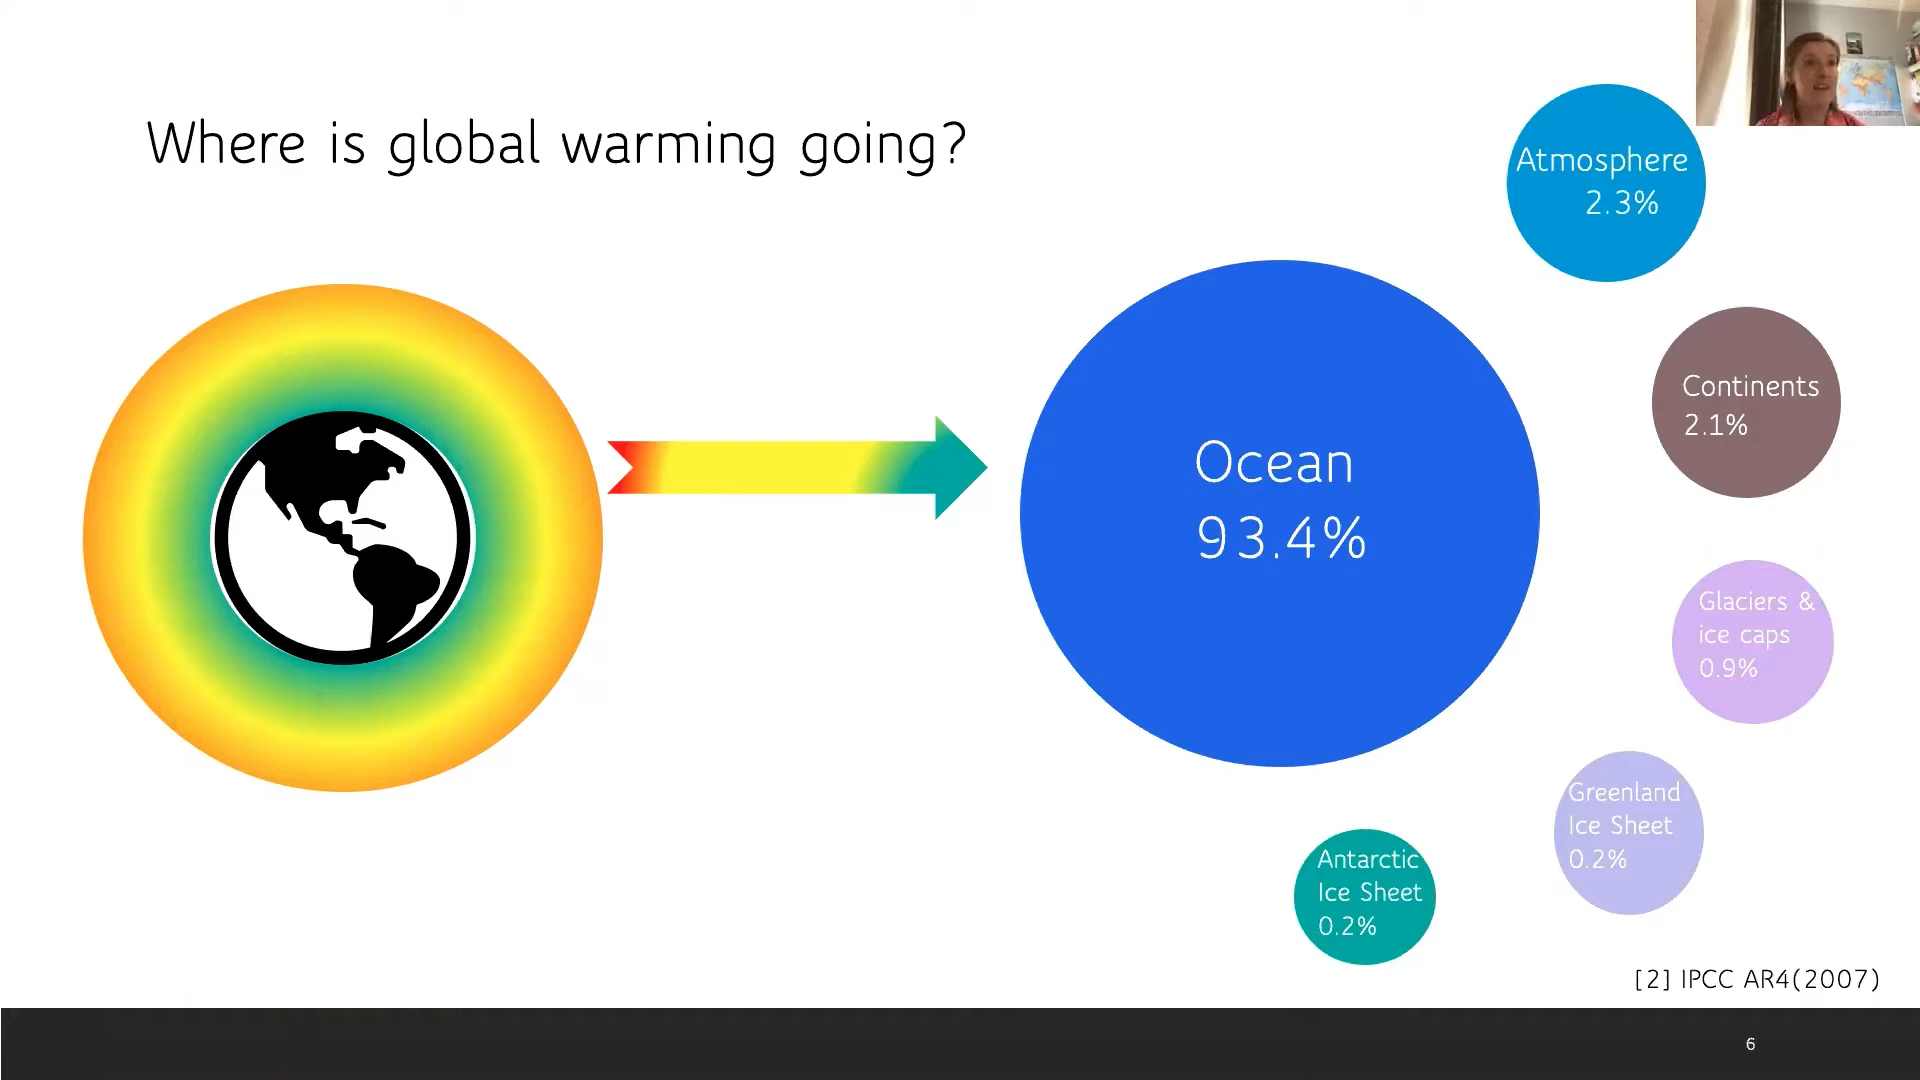 Where is global warming going?
Atmosphere
2.3%
Continents
2.1%
Ocean
93.4%
Glaciers &
ice caps
0.9%
Greenland
Ice Sheet
0.2%
Antarctic
Ice Sheet
0.2%
[2] IPCC AR4(2007)
6